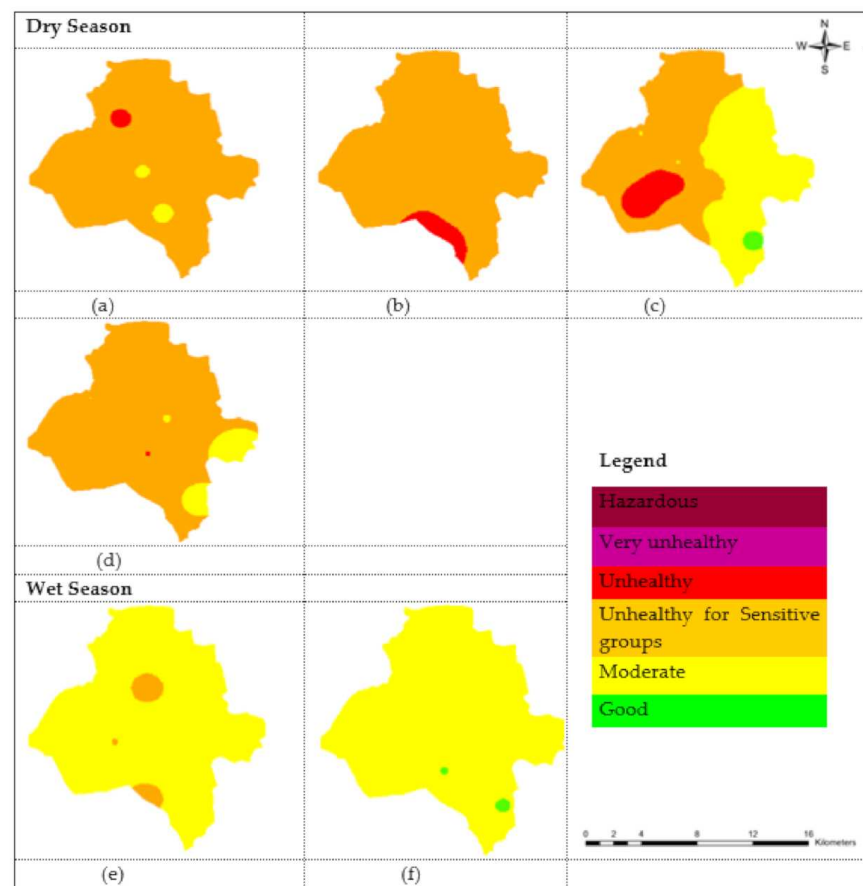 Dry Season
N
W E
S
(a) (b) (c)
(d)
Legend
Hazardous
Very unhealthy
Unhealthy
Unhealthy for Sensitive
groups
Moderate
Good
Wet Season
0 2 4 8 12 16
Kilometers
(e) (f)